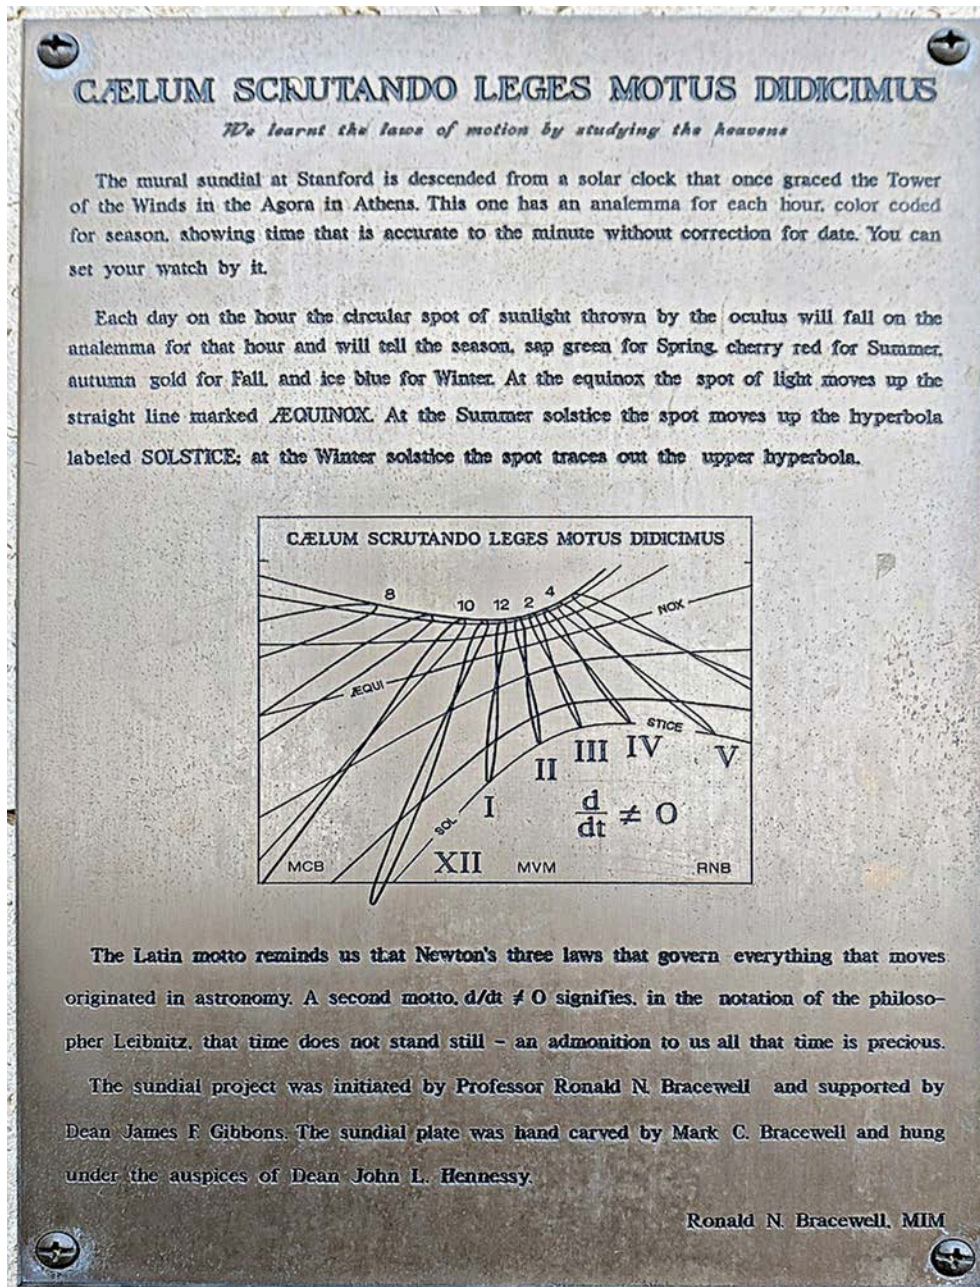 CÆLUM SCRUTANDO LEGES MOTUS DIDICIMUS
We learnt the laws of motion by studying the heavens
The mural sundial at Stanford is descended from a solar clock that once graced the Tower
of the Winds in the Agora in Athens. This one has an analemma for each hour, color coded
for season, showing time that is accurate to the minute without correction for date. You can
set your watch by it.
Each day on the hour the circular spot of sunlight thrown by the oculus will fall on the
analemma for that hour and will tell the season, sap green for Spring, cherry red for Summer,
autumn gold for Fall, and ice blue for Winter. At the equinox the spot of light moves up the
straight line marked ÆQUINOX. At the Summer solstice the spot moves up the hyperbola
labeled SOLSTICE; at the Winter solstice the spot traces out the upper hyperbola.
CÆLUM SCRUTANDO LEGES MOTUS DIDICIMUS
8 10 12 2 4
NOX
ÆQUI
STICE
II III IV V
I
d/dt ≠ O
SOL
XII
MCB MVM RNB
The Latin motto reminds us that Newton's three laws that govern everything that moves
originated in astronomy. A second motto, d/dt ≠ O signifies, in the notation of the philoso-
pher Leibnitz, that time does not stand still - an admonition to us all that time is precious.
The sundial project was initiated by Professor Ronald N. Bracewell and supported by
Dean James F. Gibbons. The sundial plate was hand carved by Mark C. Bracewell and hung
under the auspices of Dean John L. Hennessy.
Ronald N. Bracewell, MIM